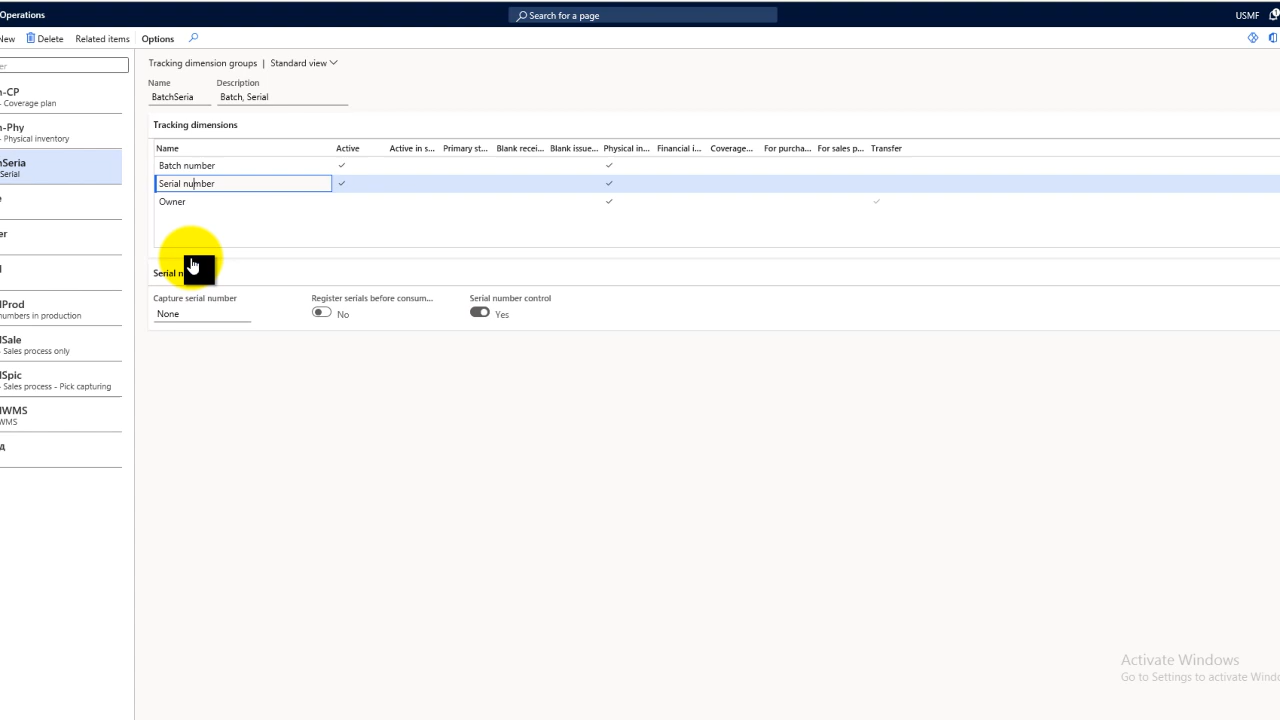 Operations
Search for a page
USMF
New
Delete
Related items
Options
er
-CP
- Coverage plan
-Phy
- Physical inventory
Seria
Serial
er
Prod
numbers in production
Sale
- Sales process only
Spic
- Sales process - Pick capturing
WMS
WMS
Tracking dimension groups | Standard view
Name
Description
BatchSeria
Batch, Serial
Tracking dimensions
Name Active Active in s... Primary st... Blank recei... Blank issue... Physical in... Financial i... Coverage... For purcha... For sales p... Transfer
Batch number
Serial number
Owner
Serial n
Capture serial number
None
Register serials before consum...
No
Serial number control
Yes
Activate Windows
Go to Settings to activate Windo